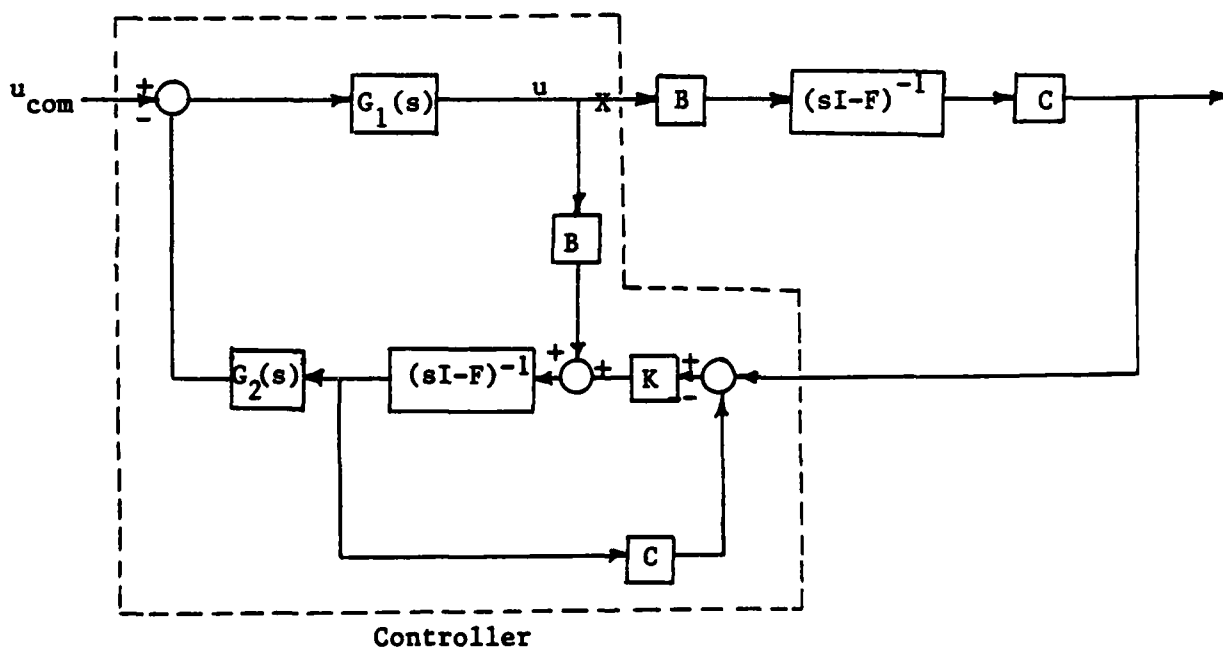 u_com
+
-
G_1(s)
u
X
B
(sI-F)^-1
C
B
G_2(s)
(sI-F)^-1
+
+
K
+
--
C
Controller